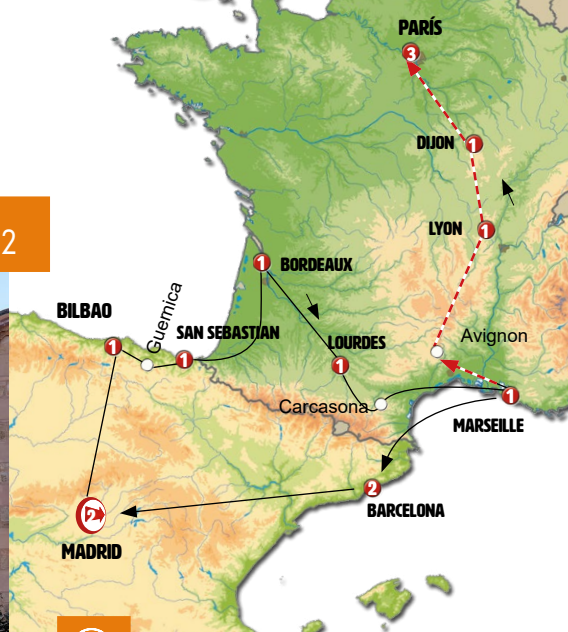 PARÍS
3
DIJON
1
2
LYON
1
1
BORDEAUX
BILBAO
Guernica
SAN SEBASTIAN
LOURDES
Avignon
1
1
1
Carcasona
1
MARSEILLE
2
BARCELONA
2
MADRID